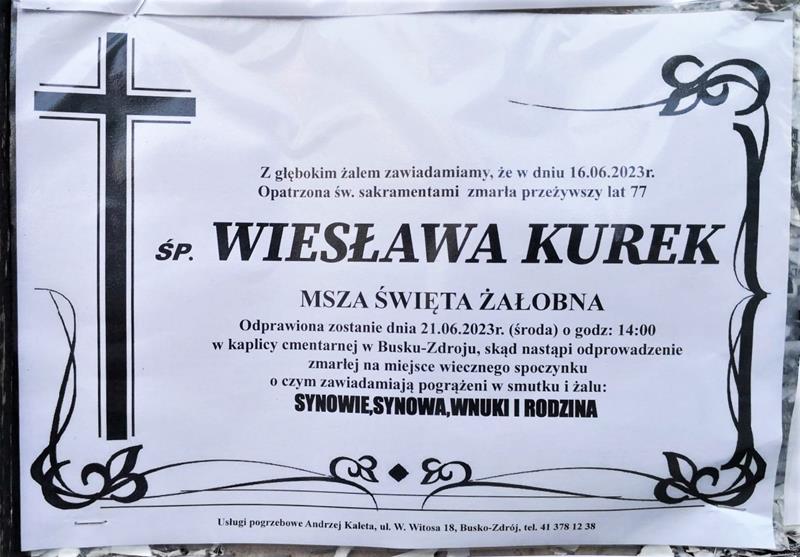 Z głębokim żalem zawiadamiamy, że w dniu 16.06.2023r.
Opatrzona św. sakramentami zmarła przeżywszy lat 77
ŚP. WIESŁAWA KUREK
MSZA ŚWIĘTA ŻAŁOBNA
Odprawiona zostanie dnia 21.06.2023r. (środa) o godz: 14:00
w kaplicy cmentarnej w Busku-Zdroju, skąd nastąpi odprowadzenie
zmarłej na miejsce wiecznego spoczynku
o czym zawiadamiają pogrążeni w smutku i żalu:
SYNOWIE,SYNOWA,WNUKI I RODZINA
Usługi pogrzebowe Andrzej Kaleta, ul. W. Witosa 18, Busko-Zdrój, tel. 41 378 12 38